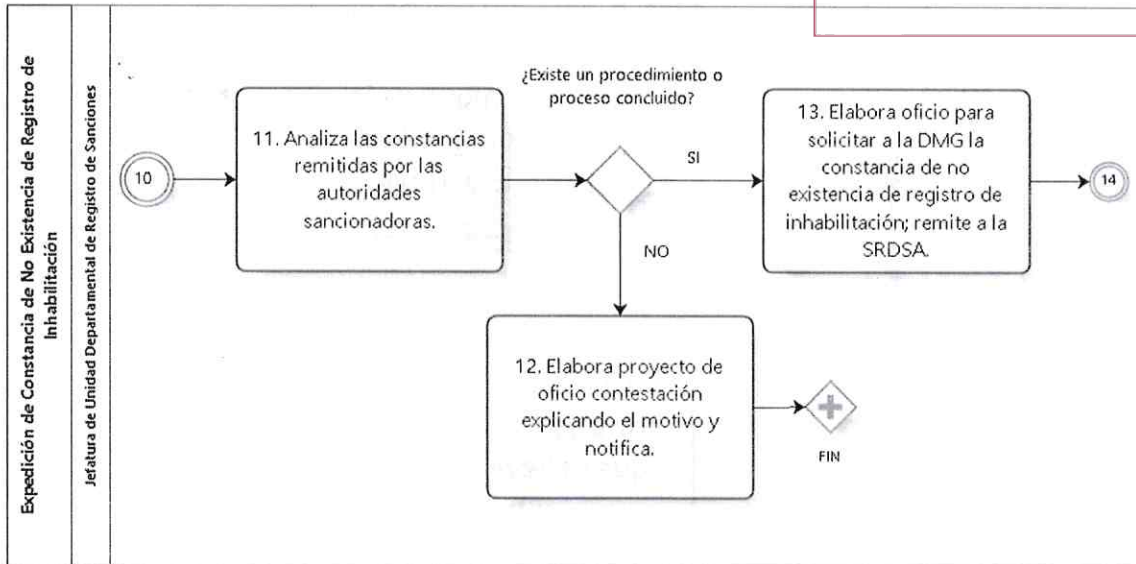 Expedición de Constancia de No Existencia de Registro de
Inhabilitación
Jefatura de Unidad Departamental de Registro de Sanciones
10
11. Analiza las constancias
remitidas por las
autoridades
sancionadoras.
¿Existe un procedimiento o
proceso concluido?
SI
NO
13. Elabora oficio para
solicitar a la DMG la
constancia de no
existencia de registro de
inhabilitación; remite a la
SRDSA.
14
12. Elabora proyecto de
oficio contestación
explicando el motivo y
notifica.
FIN